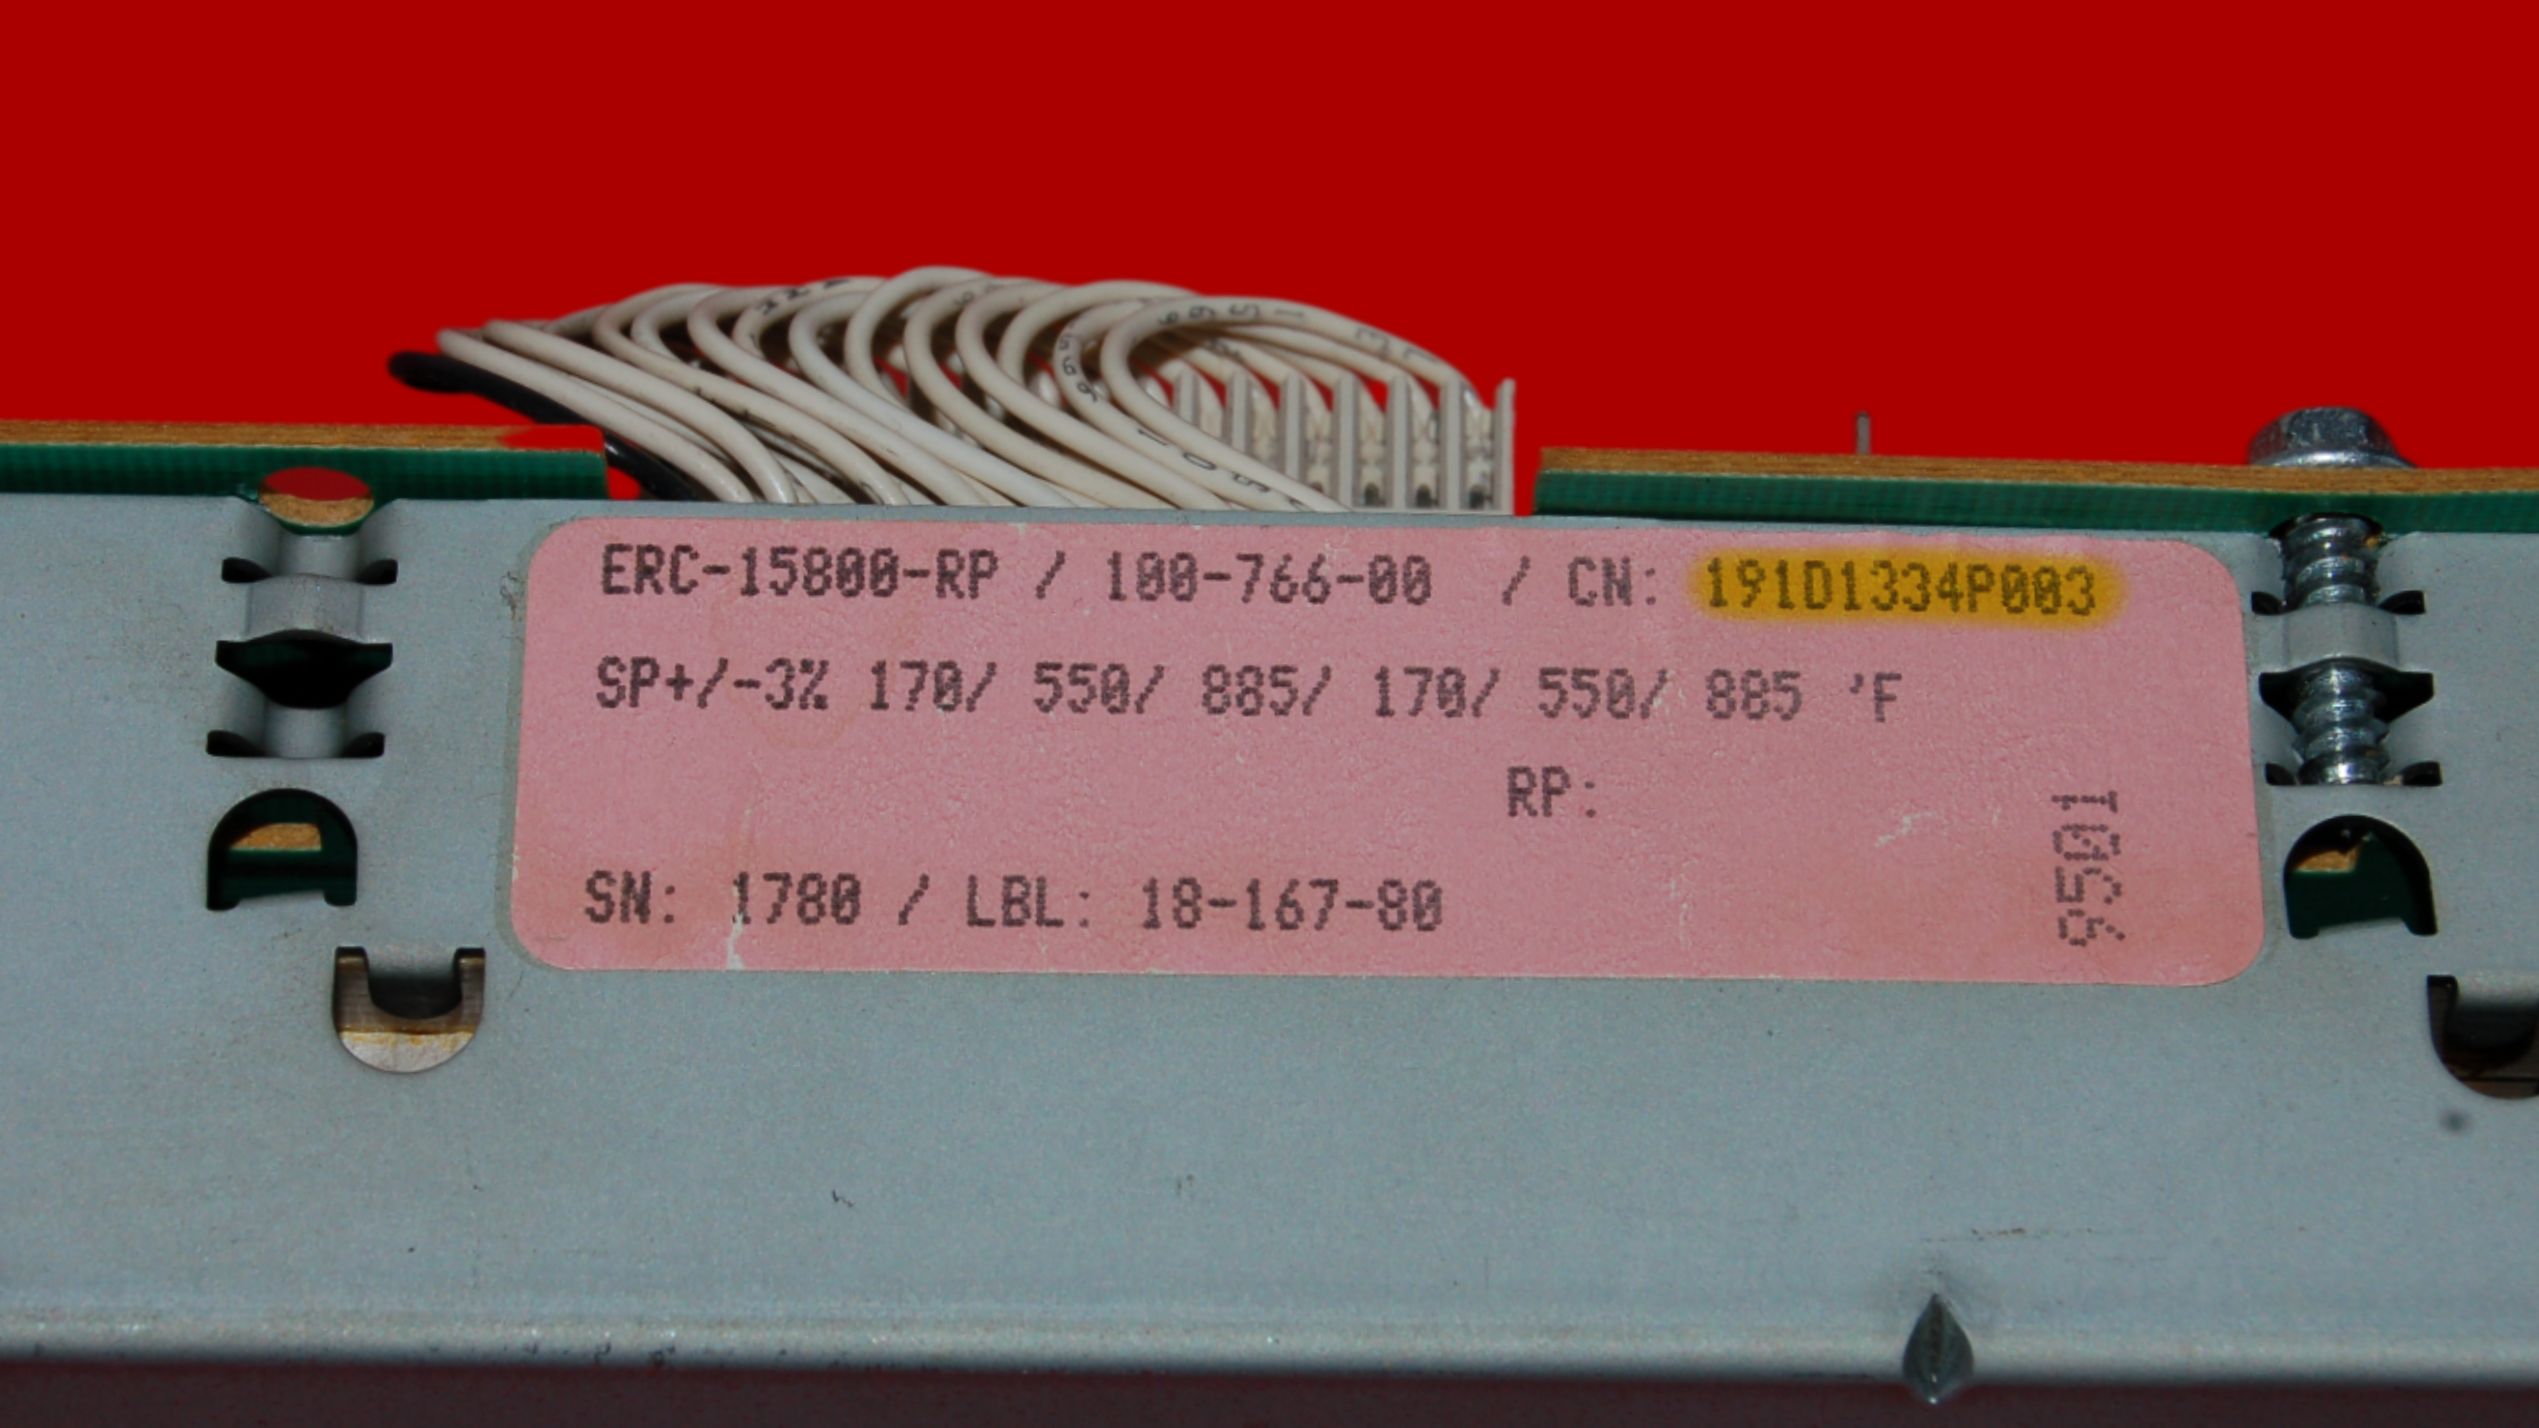 ERC-15800-RP / 100-766-00 / CN: 191D1334P003
SP+/-3% 170/ 550/ 885/ 170/ 550/ 885 'F
RP:
SN: 1780 / LBL: 18-167-80
9501